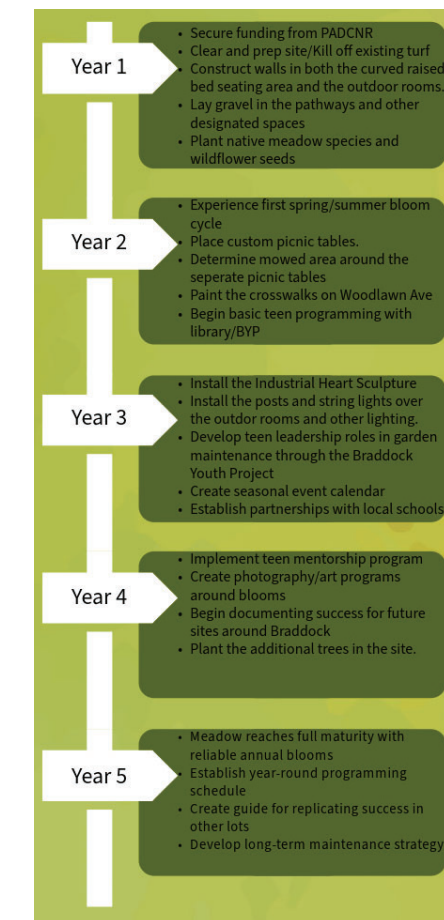 Year 1
• Secure funding from PADCNR
• Clear and prep site/Kill off existing turf
• Construct walls in both the curved raised
bed seating area and the outdoor rooms.
• Lay gravel in the pathways and other
designated spaces
• Plant native meadow species and
wildflower seeds
Year 2
• Experience first spring/summer bloom
cycle
• Place custom picnic tables.
• Determine mowed area around the
seperate picnic tables
• Paint the crosswalks on Woodlawn Ave
• Begin basic teen programming with
library/BYP
Year 3
• Install the Industrial Heart Sculpture
• Install the posts and string lights over
the outdor rooms and other lighting.
• Develop teen leadership roles in garden
maintenance through the Braddock
Youth Project
• Create seasonal event calendar
• Establish partnerships with local schools
Year 4
• Implement teen mentorship program
• Create photography/art programs
around blooms
• Begin documenting success for future
sites around Braddock
• Plant the additional trees in the site.
Year 5
• Meadow reaches full maturity with
reliable annual blooms
• Establish year-round programming
schedule
• Create guide for replicating success in
other lots
• Develop long-term maintenance strategy